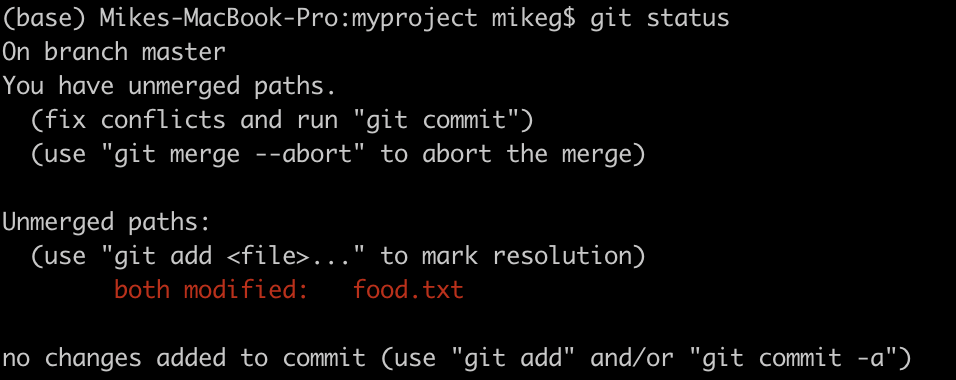 (base) Mikes-MacBook-Pro:myproject mikeg$ git status
On branch master
You have unmerged paths.
  (fix conflicts and run "git commit")
  (use "git merge --abort" to abort the merge)

Unmerged paths:
  (use "git add <file>..." to mark resolution)
        both modified:   food.txt

no changes added to commit (use "git add" and/or "git commit -a")